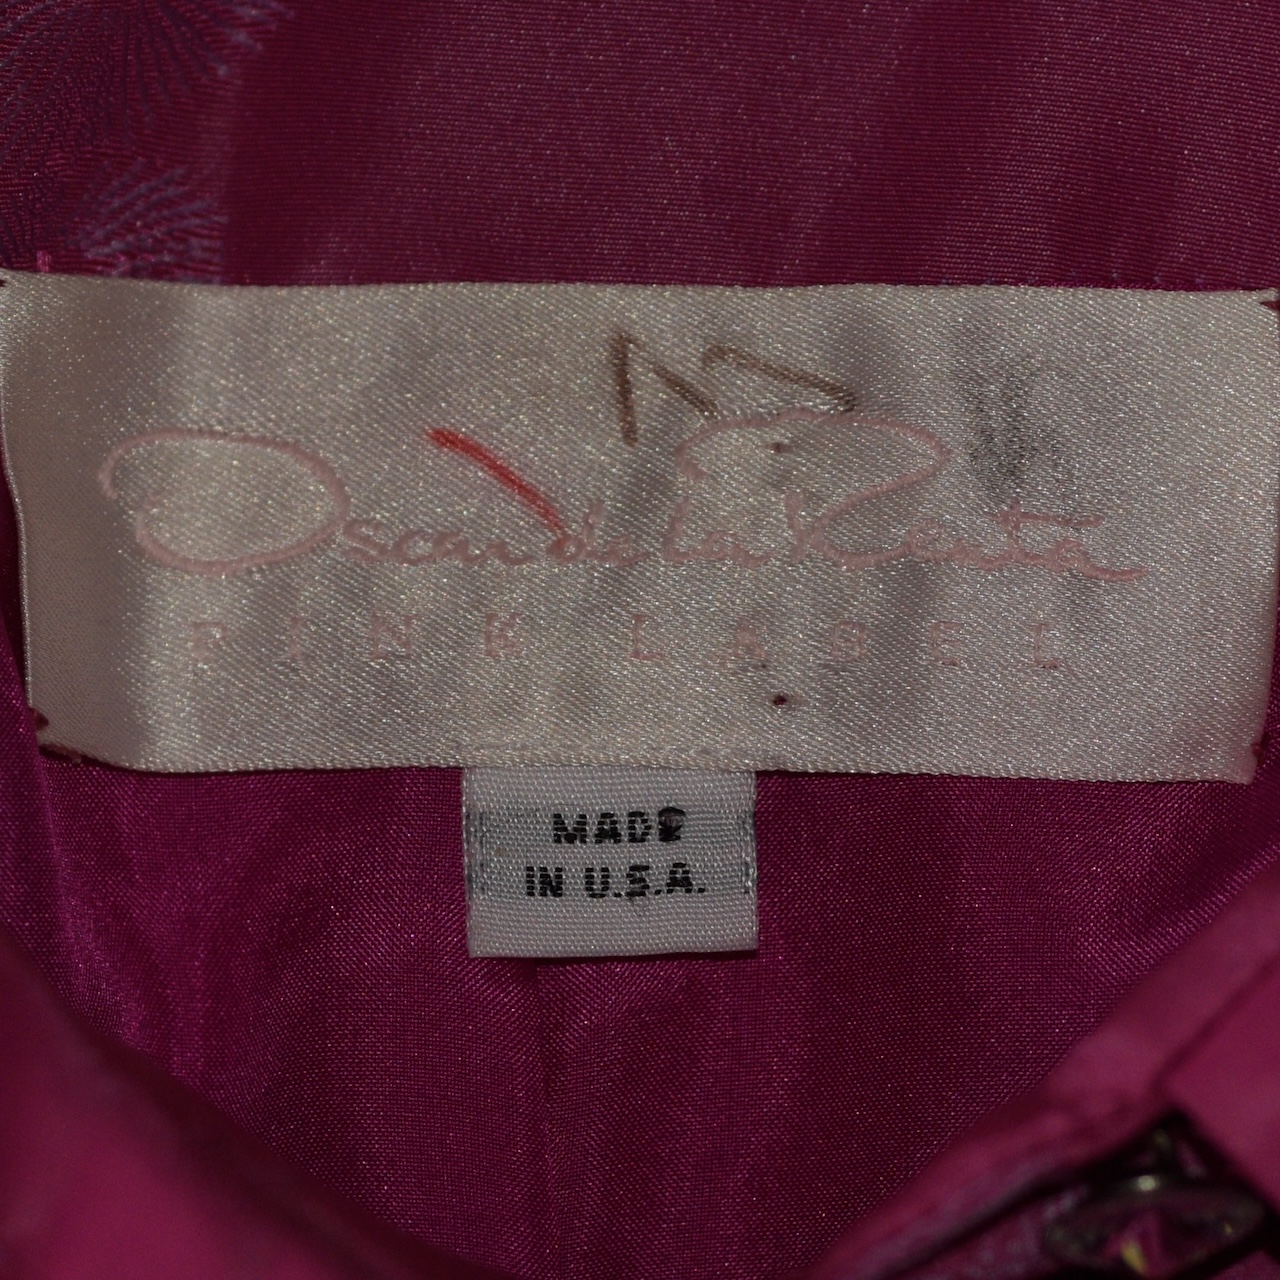 Oscar de la Renta
PINK LABEL
MADE
IN U.S.A.